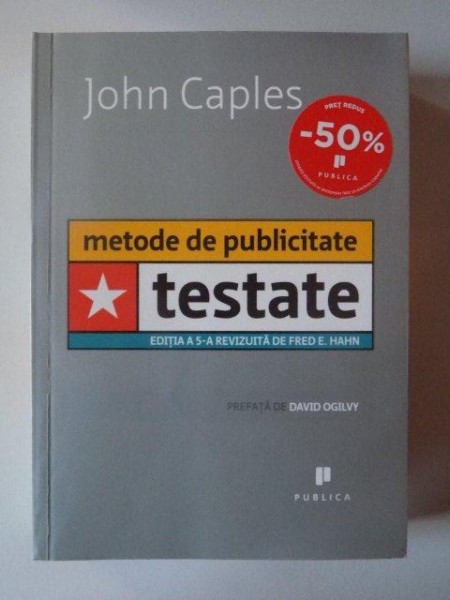 John Caples
PREȚ REDUS
-50%
PUBLICA
metode de publicitate
testate
EDIȚIA A 5-A REVIZUITĂ DE FRED E. HAHN
PREFAȚĂ DE DAVID OGILVY
PUBLICA